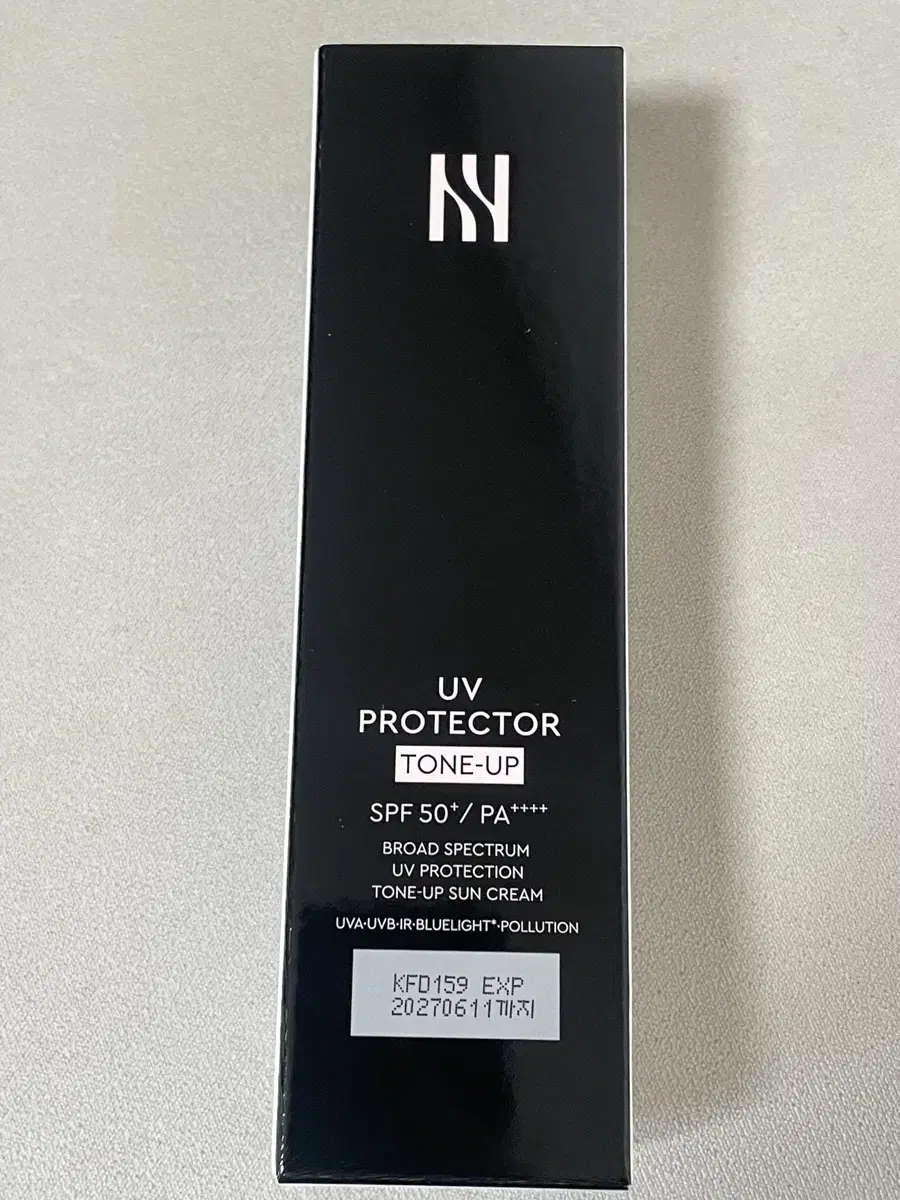 UV
PROTECTOR
TONE-UP
SPF 50+/ PA++++
BROAD SPECTRUM
UV PROTECTION
TONE-UP SUN CREAM
UVA·UVB·IR·BLUELIGHT*·POLLUTION
KFD159 EXP
20270611까지